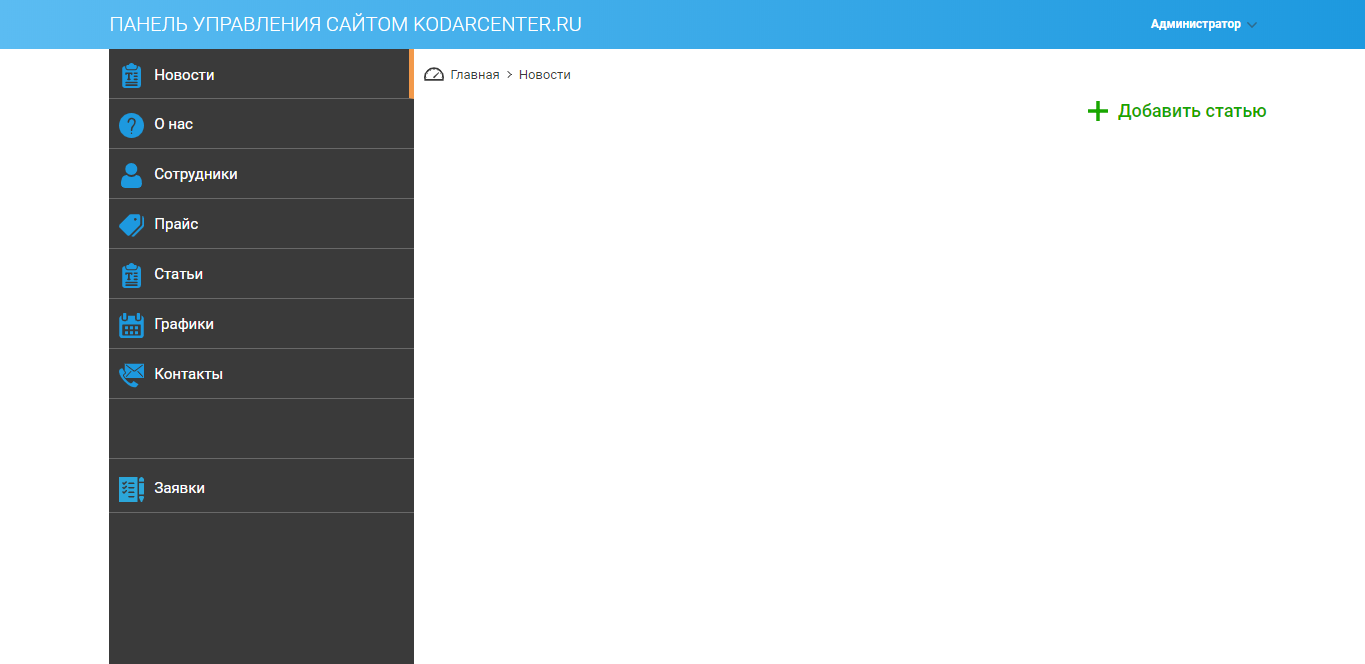 ПАНЕЛЬ УПРАВЛЕНИЯ САЙТОМ KODARCENTER.RU
Администратор
Новости
О нас
Сотрудники
Прайс
Статьи
Графики
Контакты
Заявки
Главная > Новости
Добавить статью